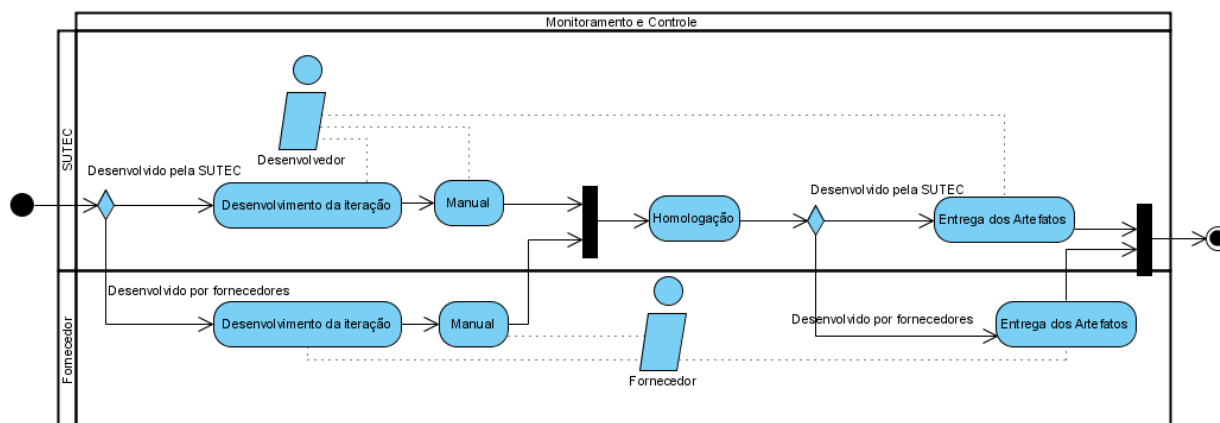 Monitoramento e Controle
SUTEC
Desenvolvedor
Desenvolvido pela SUTEC
Desenvolvimento da iteração
Manual
Homologação
Desenvolvido pela SUTEC
Entrega dos Artefatos
Fornecedor
Desenvolvido por fornecedores
Desenvolvimento da iteração
Manual
Fornecedor
Desenvolvido por fornecedores
Entrega dos Artefatos